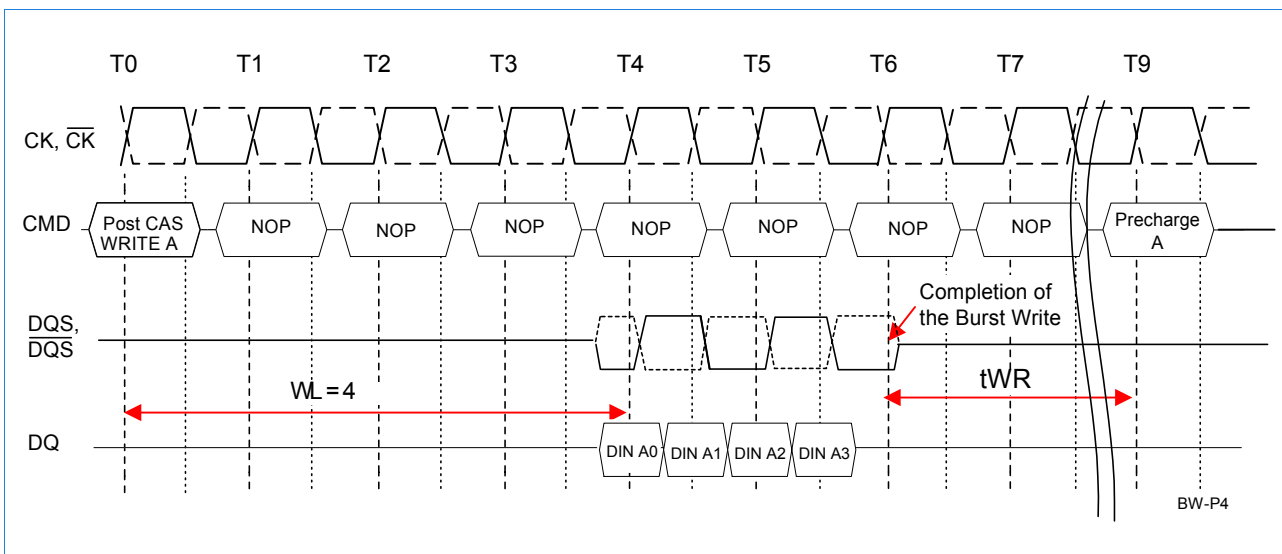 T0 T1 T2 T3 T4 T5 T6 T7 T9
CK, CK
CMD
Post CAS
WRITE A
NOP NOP NOP NOP NOP NOP NOP
Precharge
A
Completion of
the Burst Write
DQS,
DQS
WL = 4
tWR
DQ
DIN A0 DIN A1 DIN A2 DIN A3
BW-P4